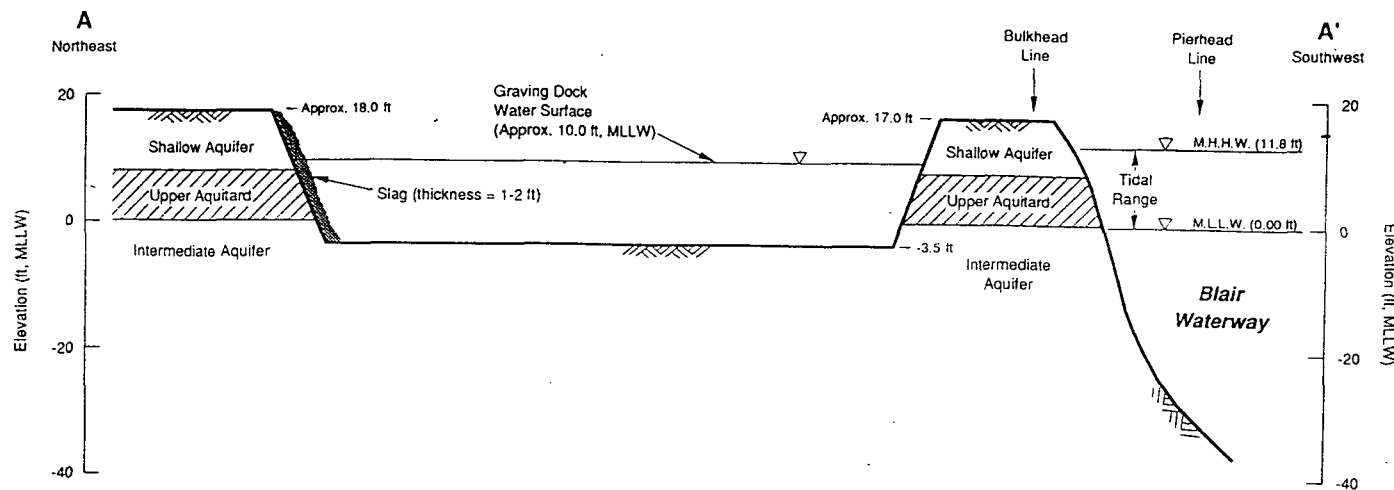 A
Northeast
A'
Southwest
Bulkhead
Line
Pierhead
Line
Graving Dock
Water Surface
(Approx. 10.0 ft, MLLW)
20
Approx. 18.0 ft
Approx. 17.0 ft
20
M.H.H.W. (11.8 ft)
Shallow Aquifer
Shallow Aquifer
Tidal
Range
Slag (thickness = 1-2 ft)
Upper Aquitard
Upper Aquitard
M.L.L.W. (0.00 ft)
0
0
Intermediate Aquifer
-3.5 ft
Intermediate
Aquifer
Blair
Waterway
Elevation (ft, MLLW)
Elevation (ft, MLLW)
-20
-20
-40
-40